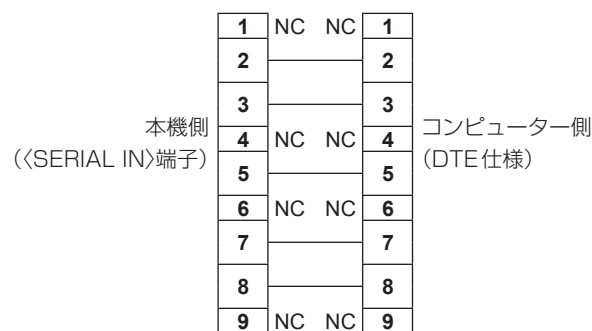 1 NC NC 1
2 2
3 3
本機側
(〈SERIAL IN〉端子)
4 NC NC 4
コンピューター側
(DTE仕様)
5 5
6 NC NC 6
7 7
8 8
9 NC NC 9